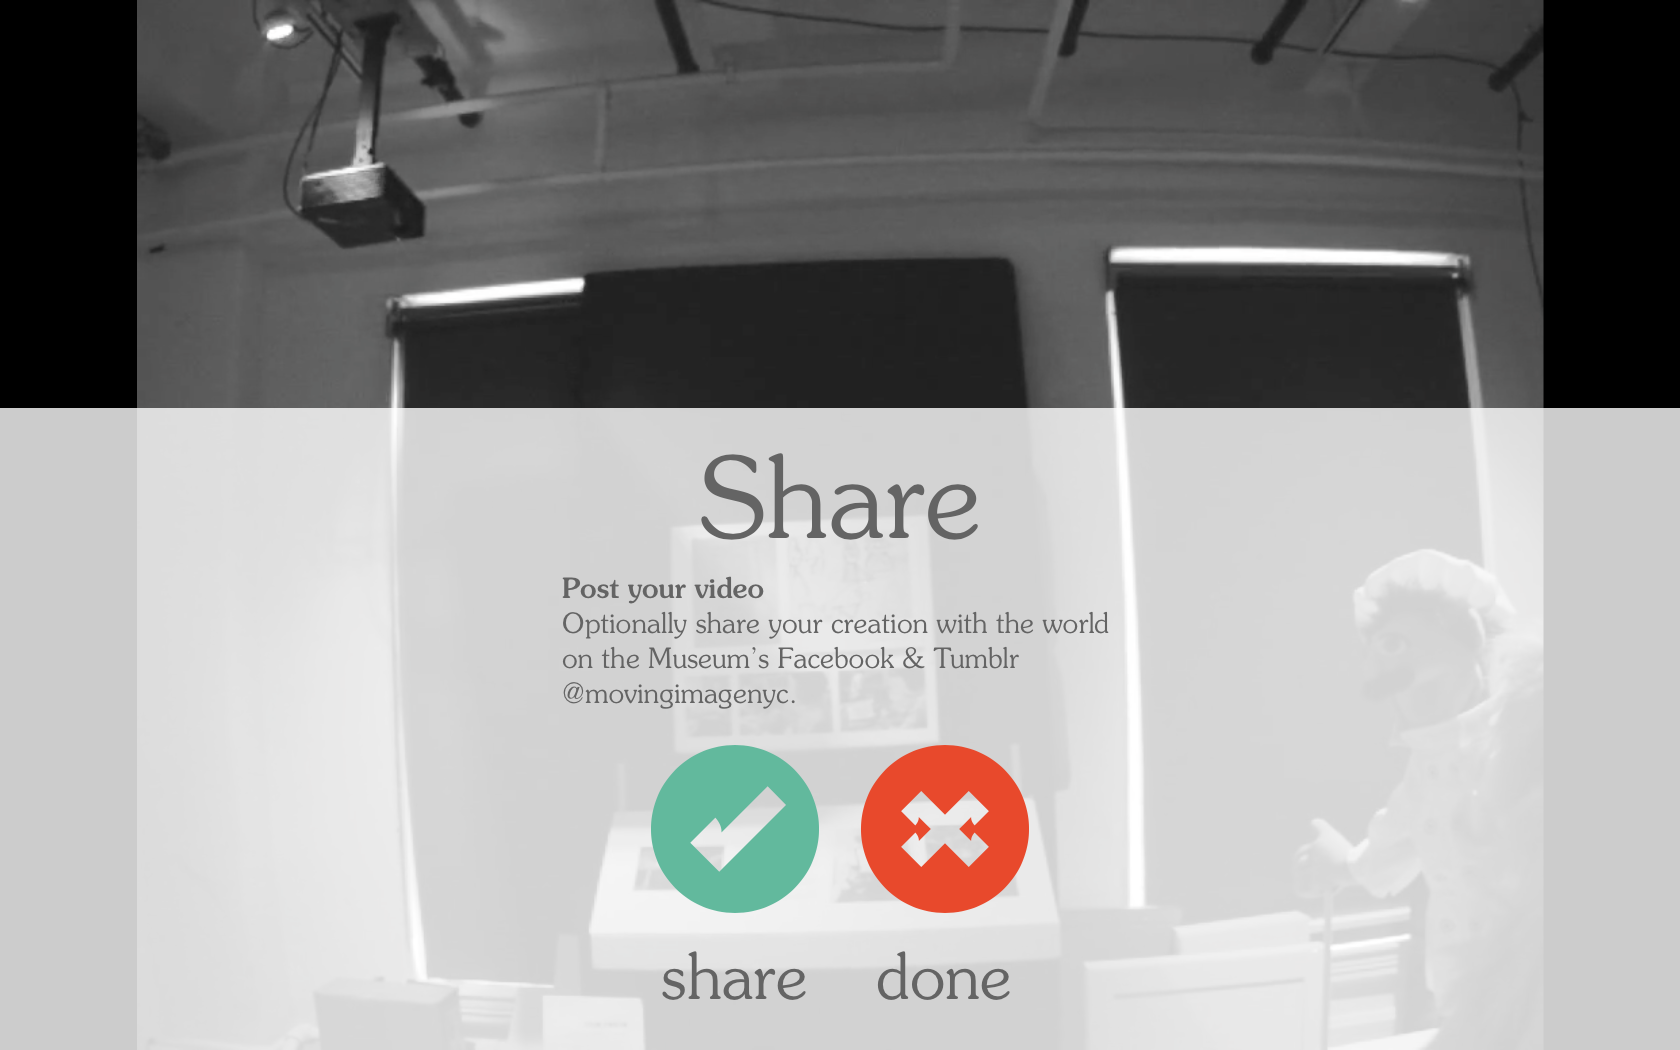 Share
Post your video
Optionally share your creation with the world
on the Museum's Facebook & Tumblr
@movingimagenyc.
share done